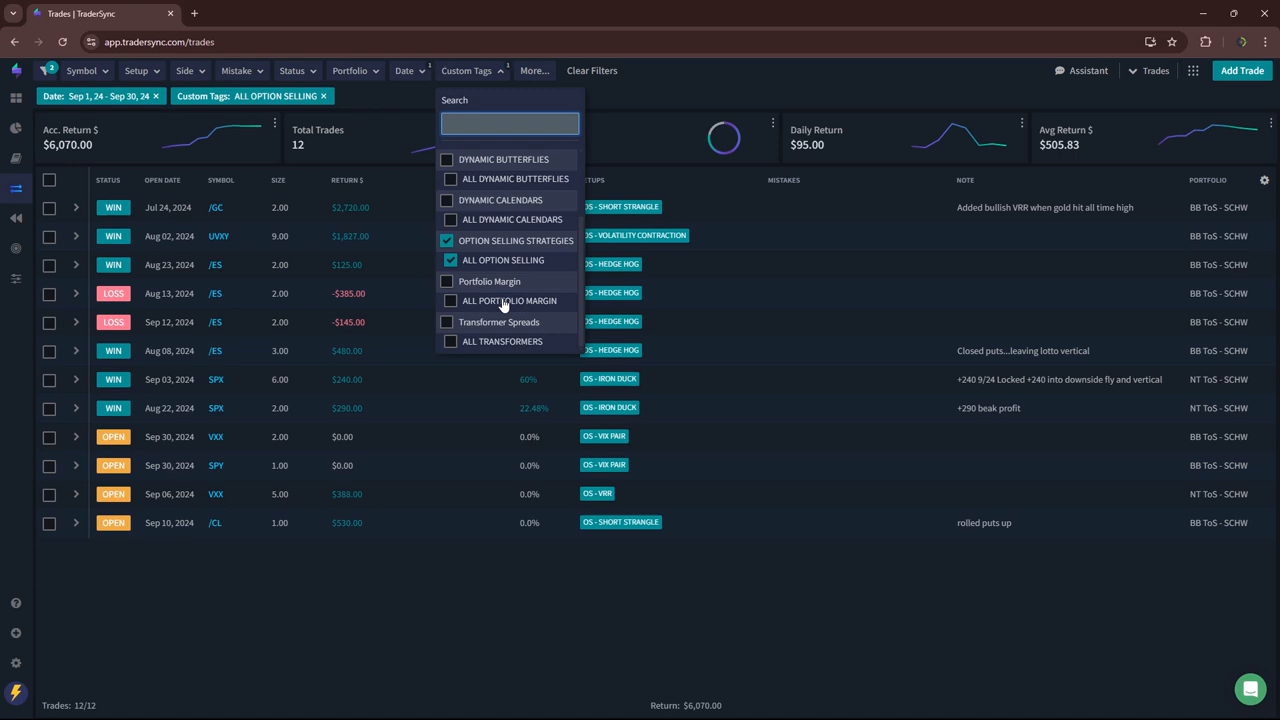 Trades | TraderSync
app.tradersync.com/trades
2 Symbol Setup Side Mistake Status Portfolio Date 1 Custom Tags 1 More... Clear Filters Assistant Trades Add Trade
Date: Sep 1, 24 - Sep 30, 24 × Custom Tags: ALL OPTION SELLING ×
Search
Acc. Return $ Total Trades Daily Return Avg Return $
$6,070.00 12 $95.00 $505.83
DYNAMIC BUTTERFLIES
ALL DYNAMIC BUTTERFLIES
DYNAMIC CALENDARS
ALL DYNAMIC CALENDARS
OPTION SELLING STRATEGIES
ALL OPTION SELLING
Portfolio Margin
ALL PORTFOLIO MARGIN
Transformer Spreads
ALL TRANSFORMERS
STATUS OPEN DATE SYMBOL SIZE RETURN $ ETUPS MISTAKES NOTE PORTFOLIO
WIN Jul 24, 2024 /GC 2.00 $2,720.00 OS - SHORT STRANGLE Added bullish VRR when gold hit all time high BB ToS - SCHW
WIN Aug 02, 2024 UVXY 9.00 $1,827.00 OS - VOLATILITY CONTRACTION BB ToS - SCHW
WIN Aug 23, 2024 /ES 2.00 $125.00 OS - HEDGE HOG BB ToS - SCHW
LOSS Aug 13, 2024 /ES 2.00 -$385.00 OS - HEDGE HOG BB ToS - SCHW
LOSS Sep 12, 2024 /ES 2.00 -$145.00 OS - HEDGE HOG BB ToS - SCHW
WIN Aug 08, 2024 /ES 3.00 $480.00 OS - HEDGE HOG Closed puts...leaving lotto vertical BB ToS - SCHW
WIN Sep 03, 2024 SPX 6.00 $240.00 60% OS - IRON DUCK +240 9/24 Locked +240 into downside fly and vertical NT ToS - SCHW
WIN Aug 22, 2024 SPX 2.00 $290.00 22.48% OS - IRON DUCK +290 beak profit NT ToS - SCHW
OPEN Sep 30, 2024 VXX 2.00 $0.00 0.0% OS - VIX PAIR BB ToS - SCHW
OPEN Sep 30, 2024 SPY 1.00 $0.00 0.0% OS - VIX PAIR BB ToS - SCHW
OPEN Sep 06, 2024 VXX 5.00 $388.00 0.0% OS - VRR NT ToS - SCHW
OPEN Sep 10, 2024 /CL 1.00 $530.00 0.0% OS - SHORT STRANGLE rolled puts up BB ToS - SCHW
Trades: 12/12 Return: $6,070.00